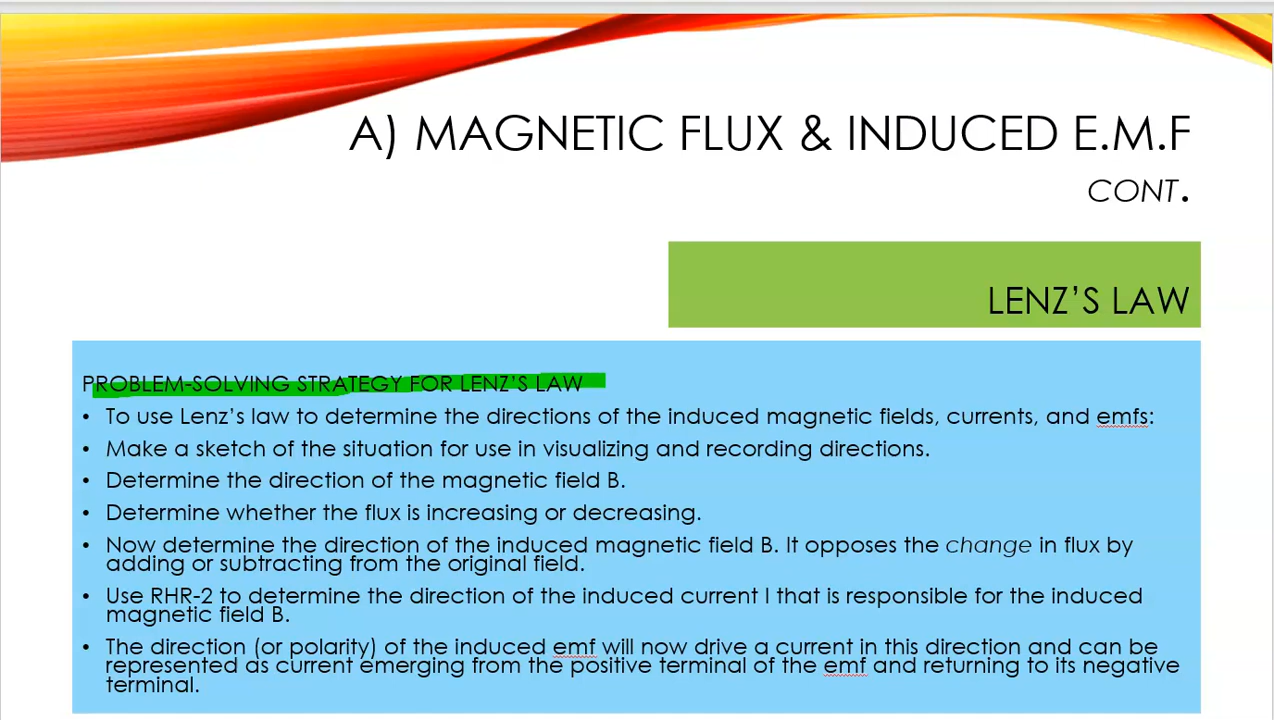 A) MAGNETIC FLUX & INDUCED E.M.F
CONT.
LENZ’S LAW
PROBLEM-SOLVING STRATEGY FOR LENZ’S LAW
• To use Lenz’s law to determine the directions of the induced magnetic fields, currents, and emfs:
• Make a sketch of the situation for use in visualizing and recording directions.
• Determine the direction of the magnetic field B.
• Determine whether the flux is increasing or decreasing.
• Now determine the direction of the induced magnetic field B. It opposes the change in flux by
adding or subtracting from the original field.
• Use RHR-2 to determine the direction of the induced current I that is responsible for the induced
magnetic field B.
• The direction (or polarity) of the induced emf will now drive a current in this direction and can be
represented as current emerging from the positive terminal of the emf and returning to its negative
terminal.